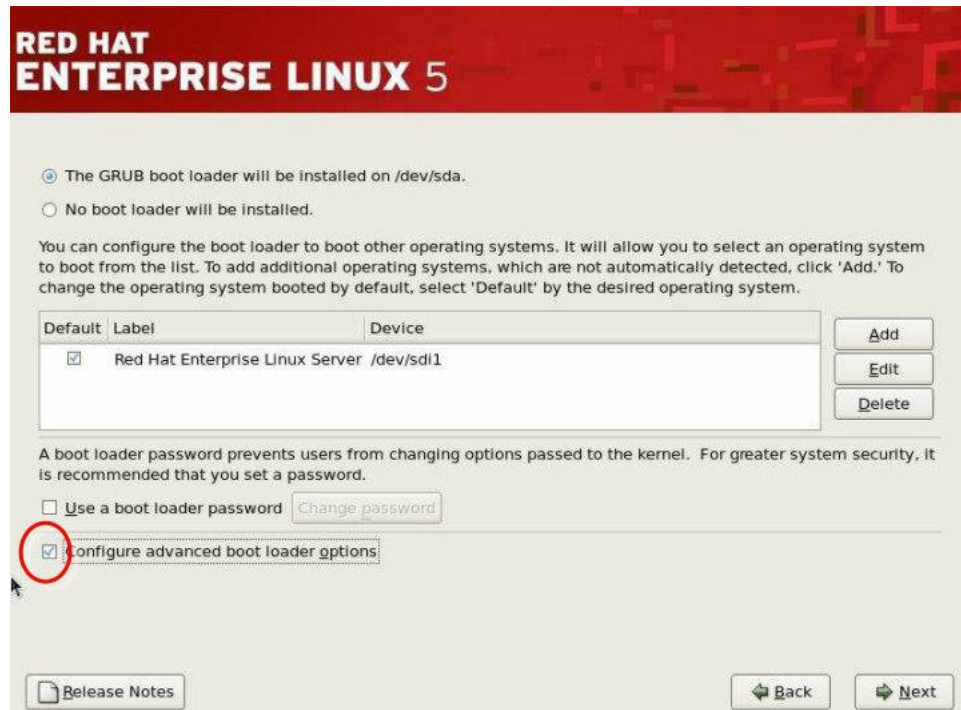 RED HAT
ENTERPRISE LINUX 5
The GRUB boot loader will be installed on /dev/sda.
No boot loader will be installed.
You can configure the boot loader to boot other operating systems. It will allow you to select an operating system
to boot from the list. To add additional operating systems, which are not automatically detected, click 'Add.' To
change the operating system booted by default, select 'Default' by the desired operating system.
Default Label Device
Red Hat Enterprise Linux Server /dev/sdi1
Add
Edit
Delete
A boot loader password prevents users from changing options passed to the kernel. For greater system security, it
is recommended that you set a password.
Use a boot loader password Change password
Configure advanced boot loader options
Release Notes Back Next